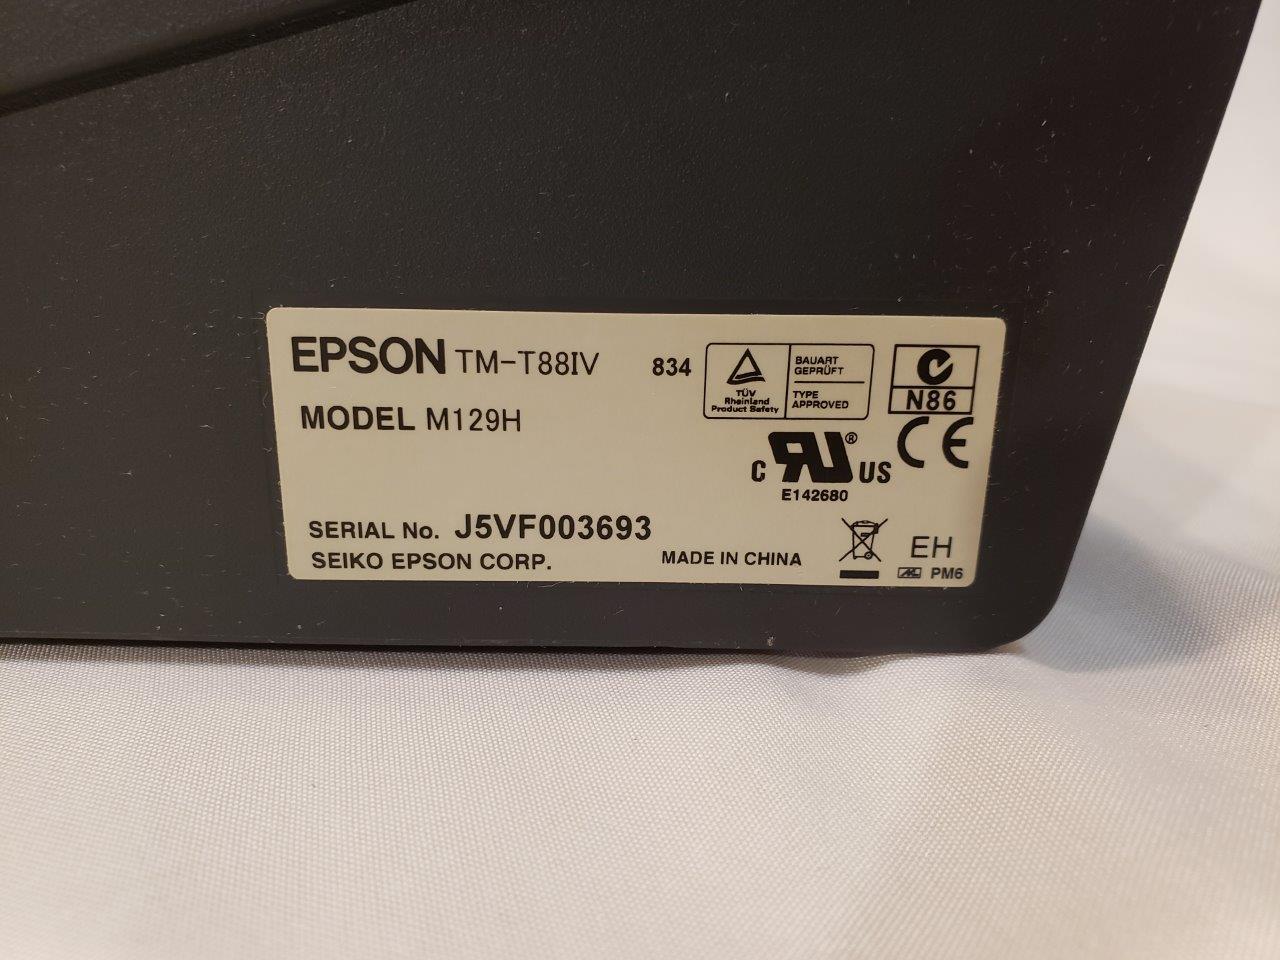 EPSON TM-T88IV 834
TÜV
Rheinland
Product Safety
BAUART
GEPRÜFT
TYPE
APPROVED
N86
MODEL M129H
C UL® US
CE
E142680
SERIAL No. J5VF003693
SEIKO EPSON CORP.
MADE IN CHINA
EH
PM6